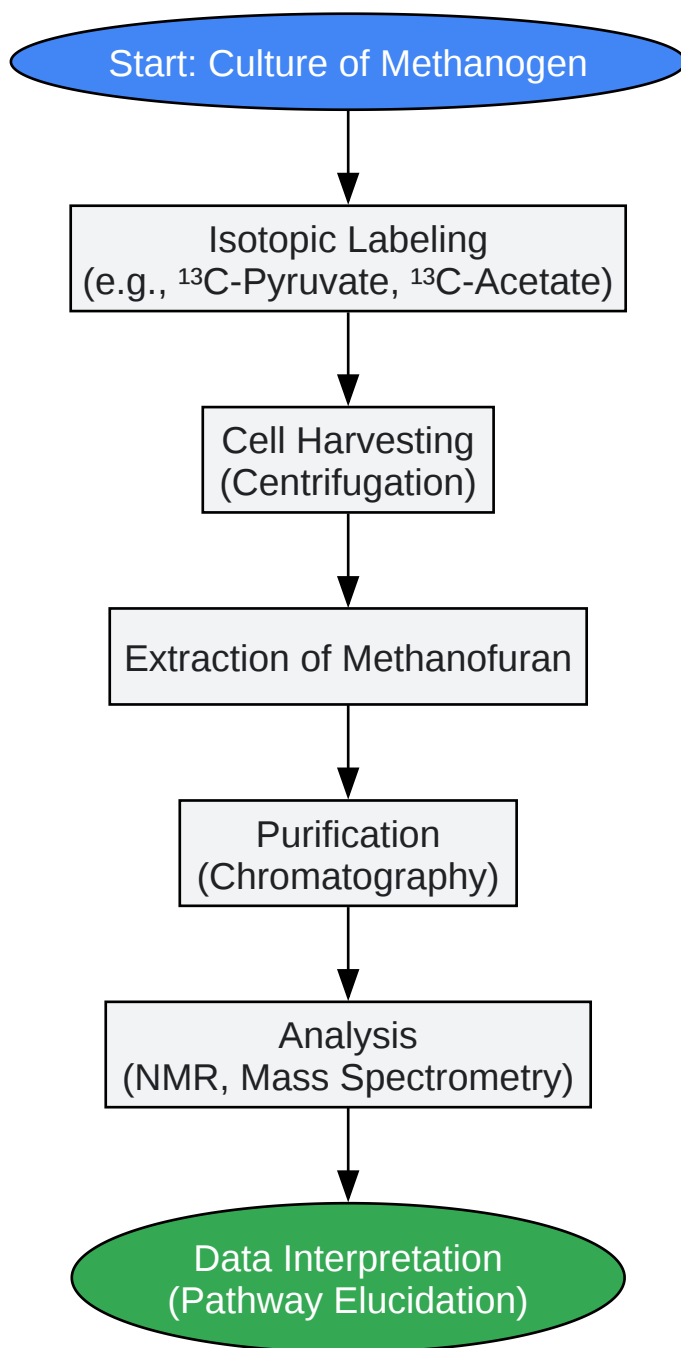 Start: Culture of Methanogen
Isotopic Labeling
(e.g., ¹³C-Pyruvate, ¹³C-Acetate)
Cell Harvesting
(Centrifugation)
Extraction of Methanofuran
Purification
(Chromatography)
Analysis
(NMR, Mass Spectrometry)
Data Interpretation
(Pathway Elucidation)